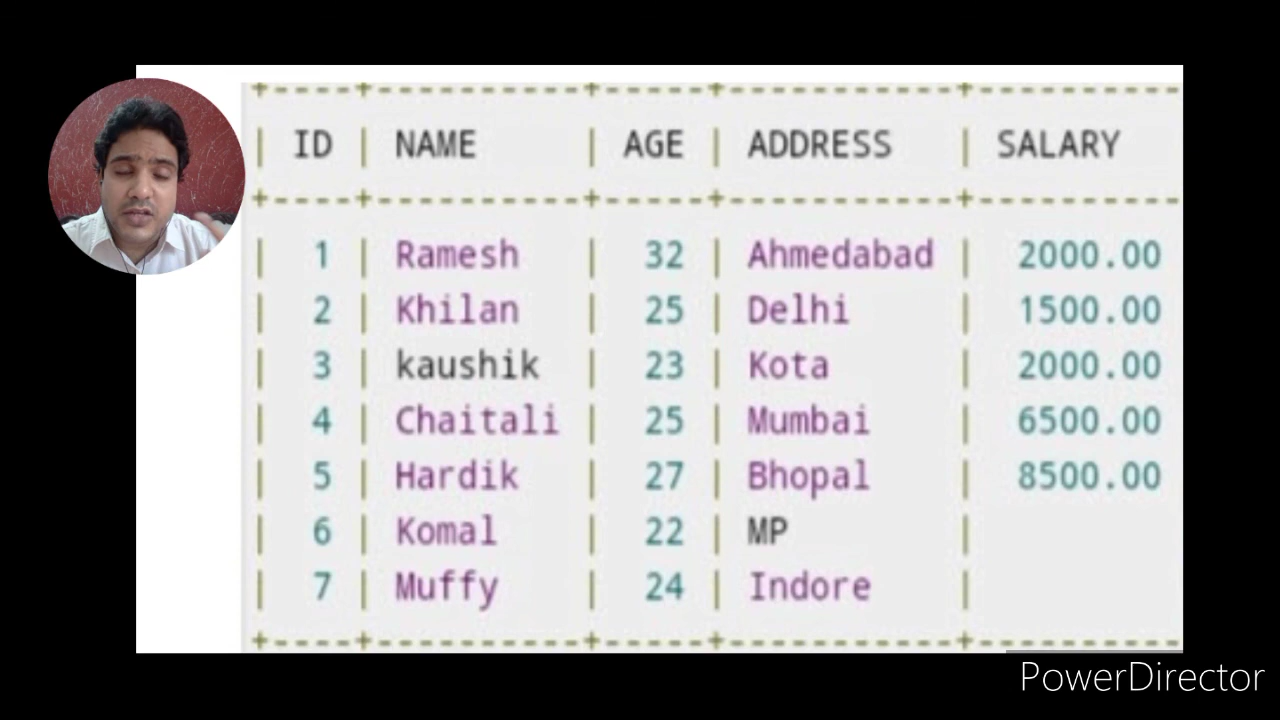 ID | NAME | AGE | ADDRESS | SALARY
1 | Ramesh | 32 | Ahmedabad | 2000.00
2 | Khilan | 25 | Delhi | 1500.00
3 | kaushik | 23 | Kota | 2000.00
4 | Chaitali | 25 | Mumbai | 6500.00
5 | Hardik | 27 | Bhopal | 8500.00
6 | Komal | 22 | MP |
7 | Muffy | 24 | Indore |
PowerDirector